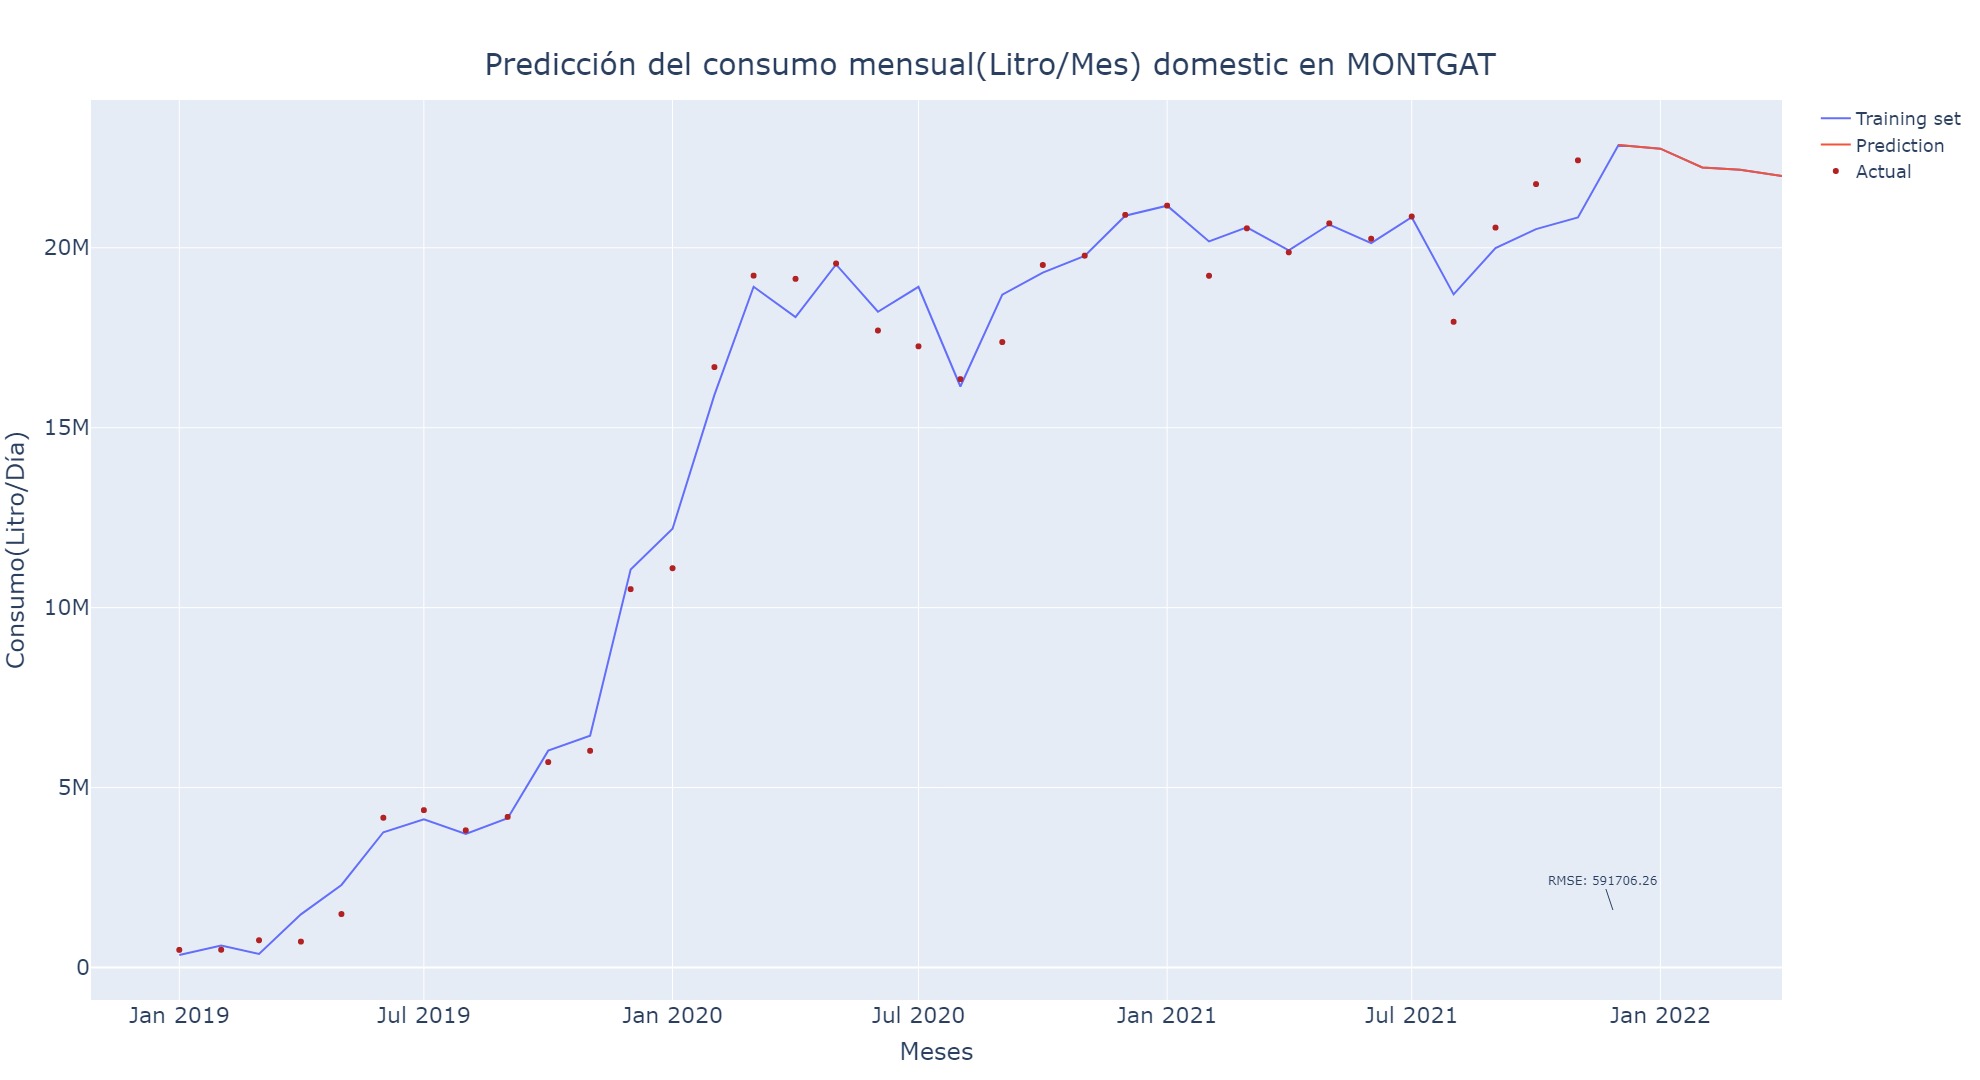 Predicción del consumo mensual(Litro/Mes) domestic en MONTGAT
Training set
Prediction
Actual
Consumo(Litro/Día)
20M
15M
10M
5M
0
RMSE: 591706.26
Jan 2019
Jul 2019
Jan 2020
Jul 2020
Jan 2021
Jul 2021
Jan 2022
Meses